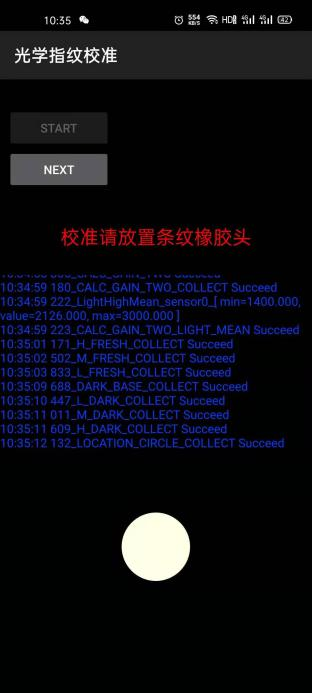 10:35
554 KB/S
HD
4G
4G
42
光学指纹校准
START
NEXT
校准请放置条纹橡胶头
10:34:59 180_CALC_GAIN_TWO_COLLECT Succeed
10:34:59 222_LightHighMean_sensor0_[ min=1400.000,
value=2126.000, max=3000.000 ]
10:34:59 223_CALC_GAIN_TWO_LIGHT_MEAN Succeed
10:35:01 171_H_FRESH_COLLECT Succeed
10:35:02 502_M_FRESH_COLLECT Succeed
10:35:03 833_L_FRESH_COLLECT Succeed
10:35:09 688_DARK_BASE_COLLECT Succeed
10:35:10 447_L_DARK_COLLECT Succeed
10:35:11 011_M_DARK_COLLECT Succeed
10:35:11 609_H_DARK_COLLECT Succeed
10:35:12 132_LOCATION_CIRCLE_COLLECT Succeed